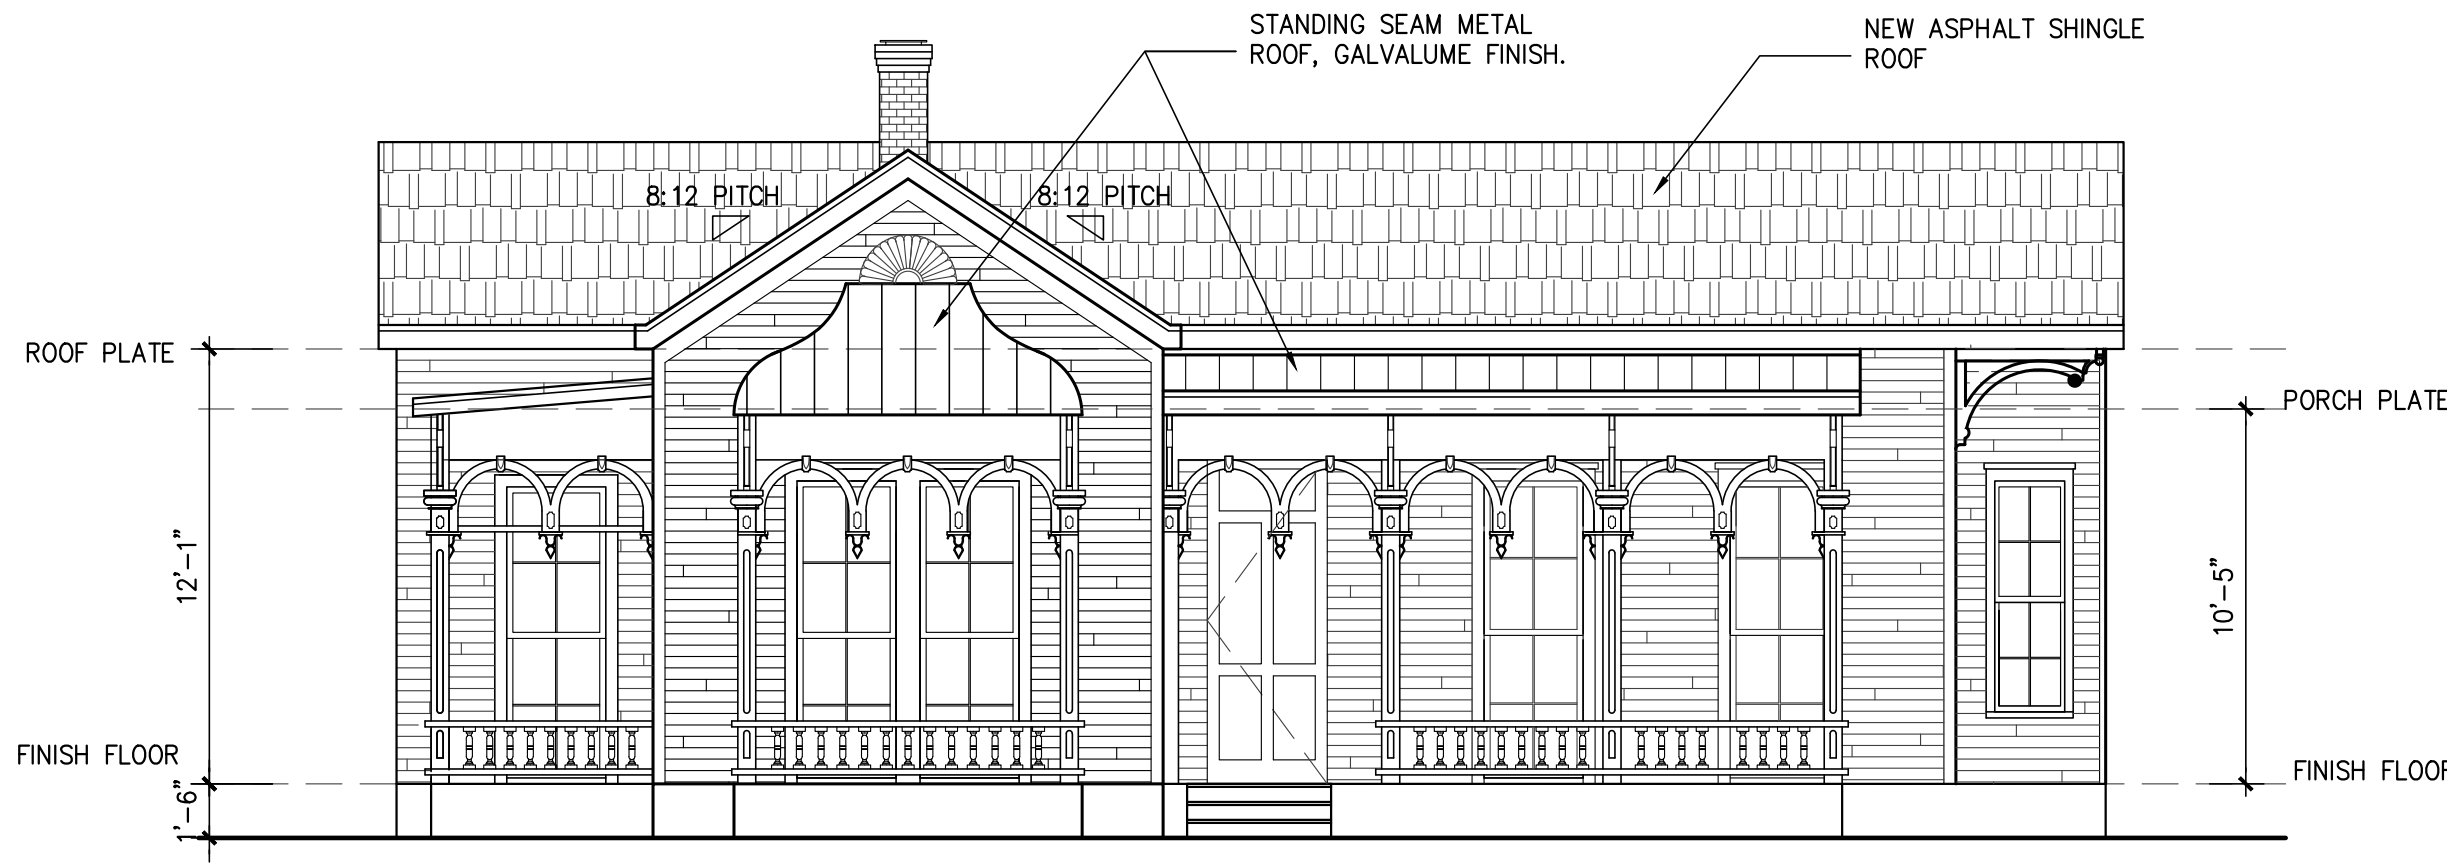 STANDING SEAM METAL
ROOF, GALVALUME FINISH.
NEW ASPHALT SHINGLE
ROOF
8:12 PITCH
8:12 PITCH
ROOF PLATE
PORCH PLATE
12'-1"
10'-5"
FINISH FLOOR
FINISH FLOOR
1'-6"